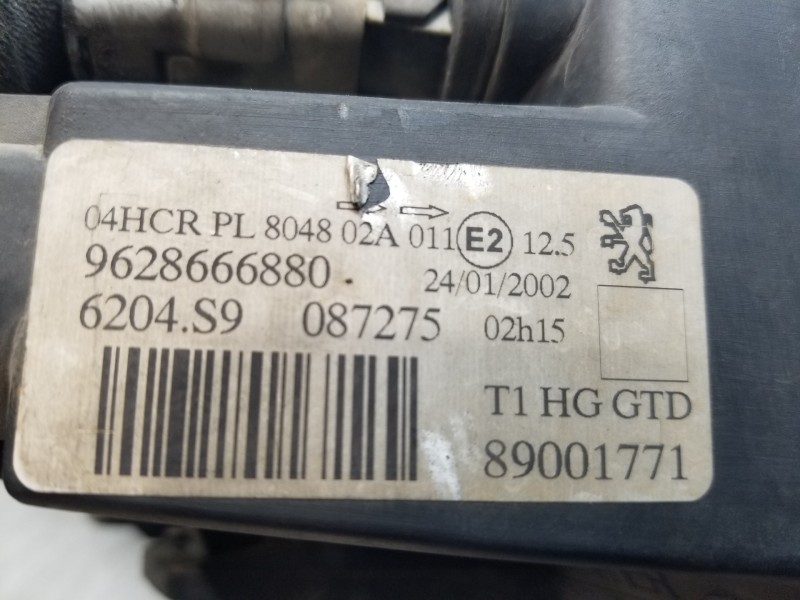 04HCR PL 8048 02A 011 E2 12.5
9628666880 24/01/2002
6204.S9 087275 02h15
T1 HG GTD
89001771